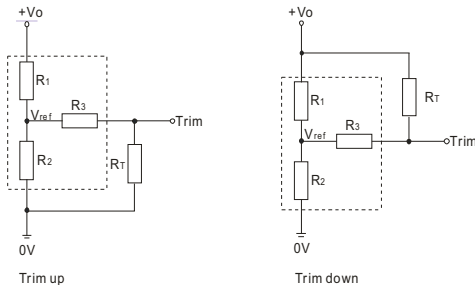 +Vo
R1
Vref
R3
Trim
R2
RT
0V
Trim up
+Vo
R1
RT
Vref
R3
Trim
R2
0V
Trim down